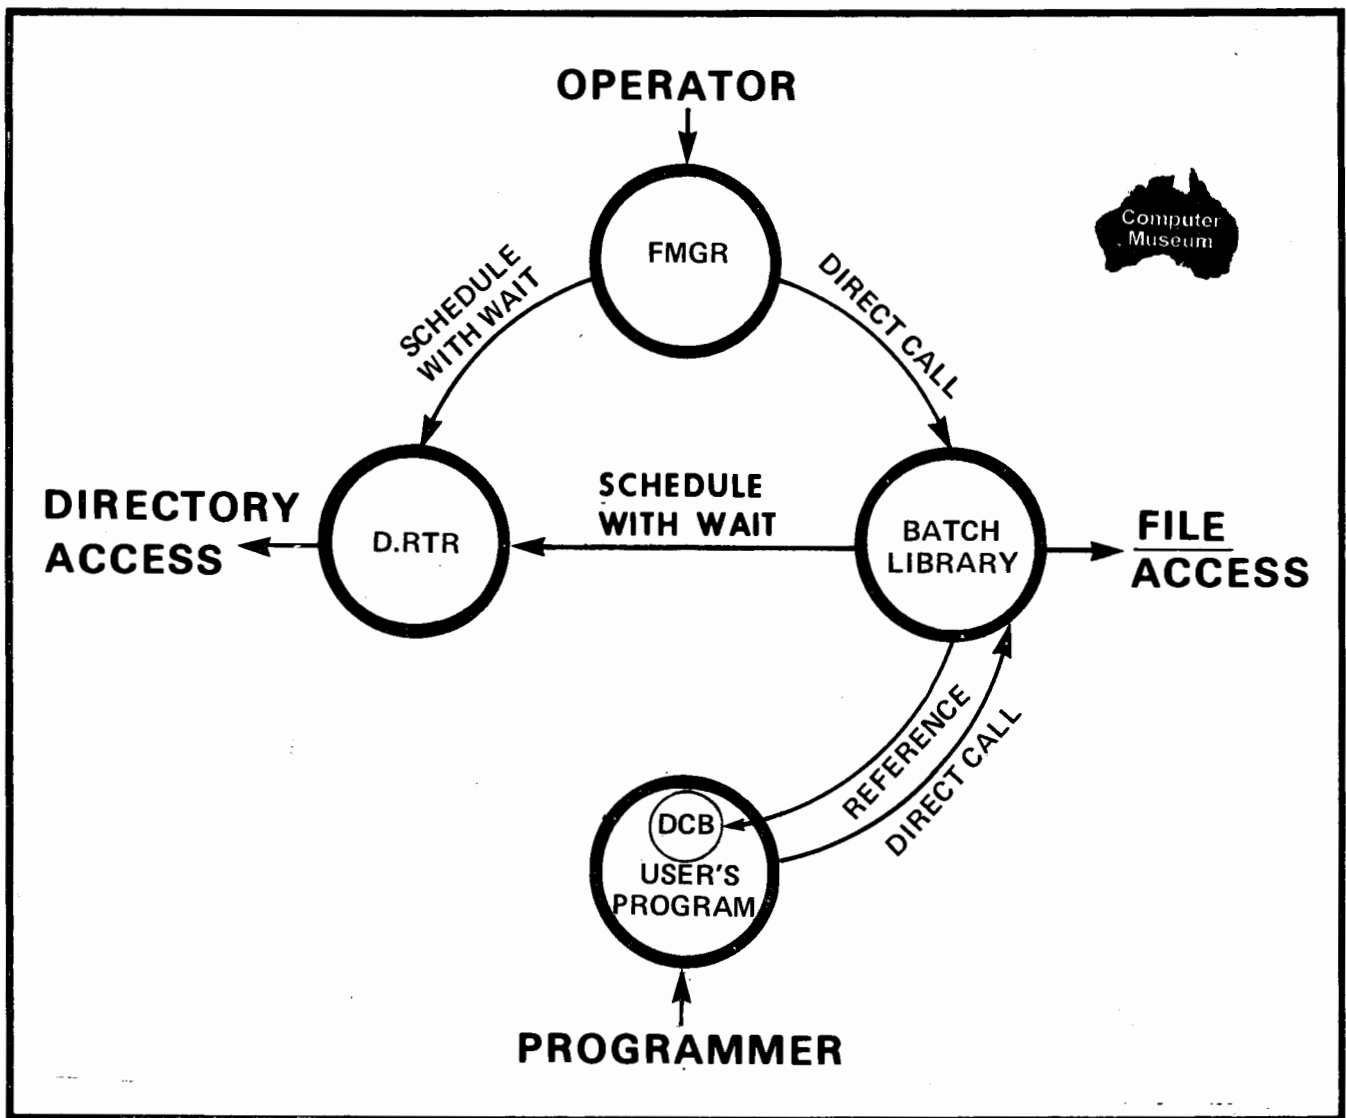 OPERATOR
Computer
Museum
FMGR
SCHEDULE
WITH WAIT
DIRECT CALL
DIRECTORY
ACCESS
D.RTR
SCHEDULE
WITH WAIT
BATCH
LIBRARY
FILE
ACCESS
REFERENCE
DIRECT CALL
DCB
USER'S
PROGRAM
PROGRAMMER